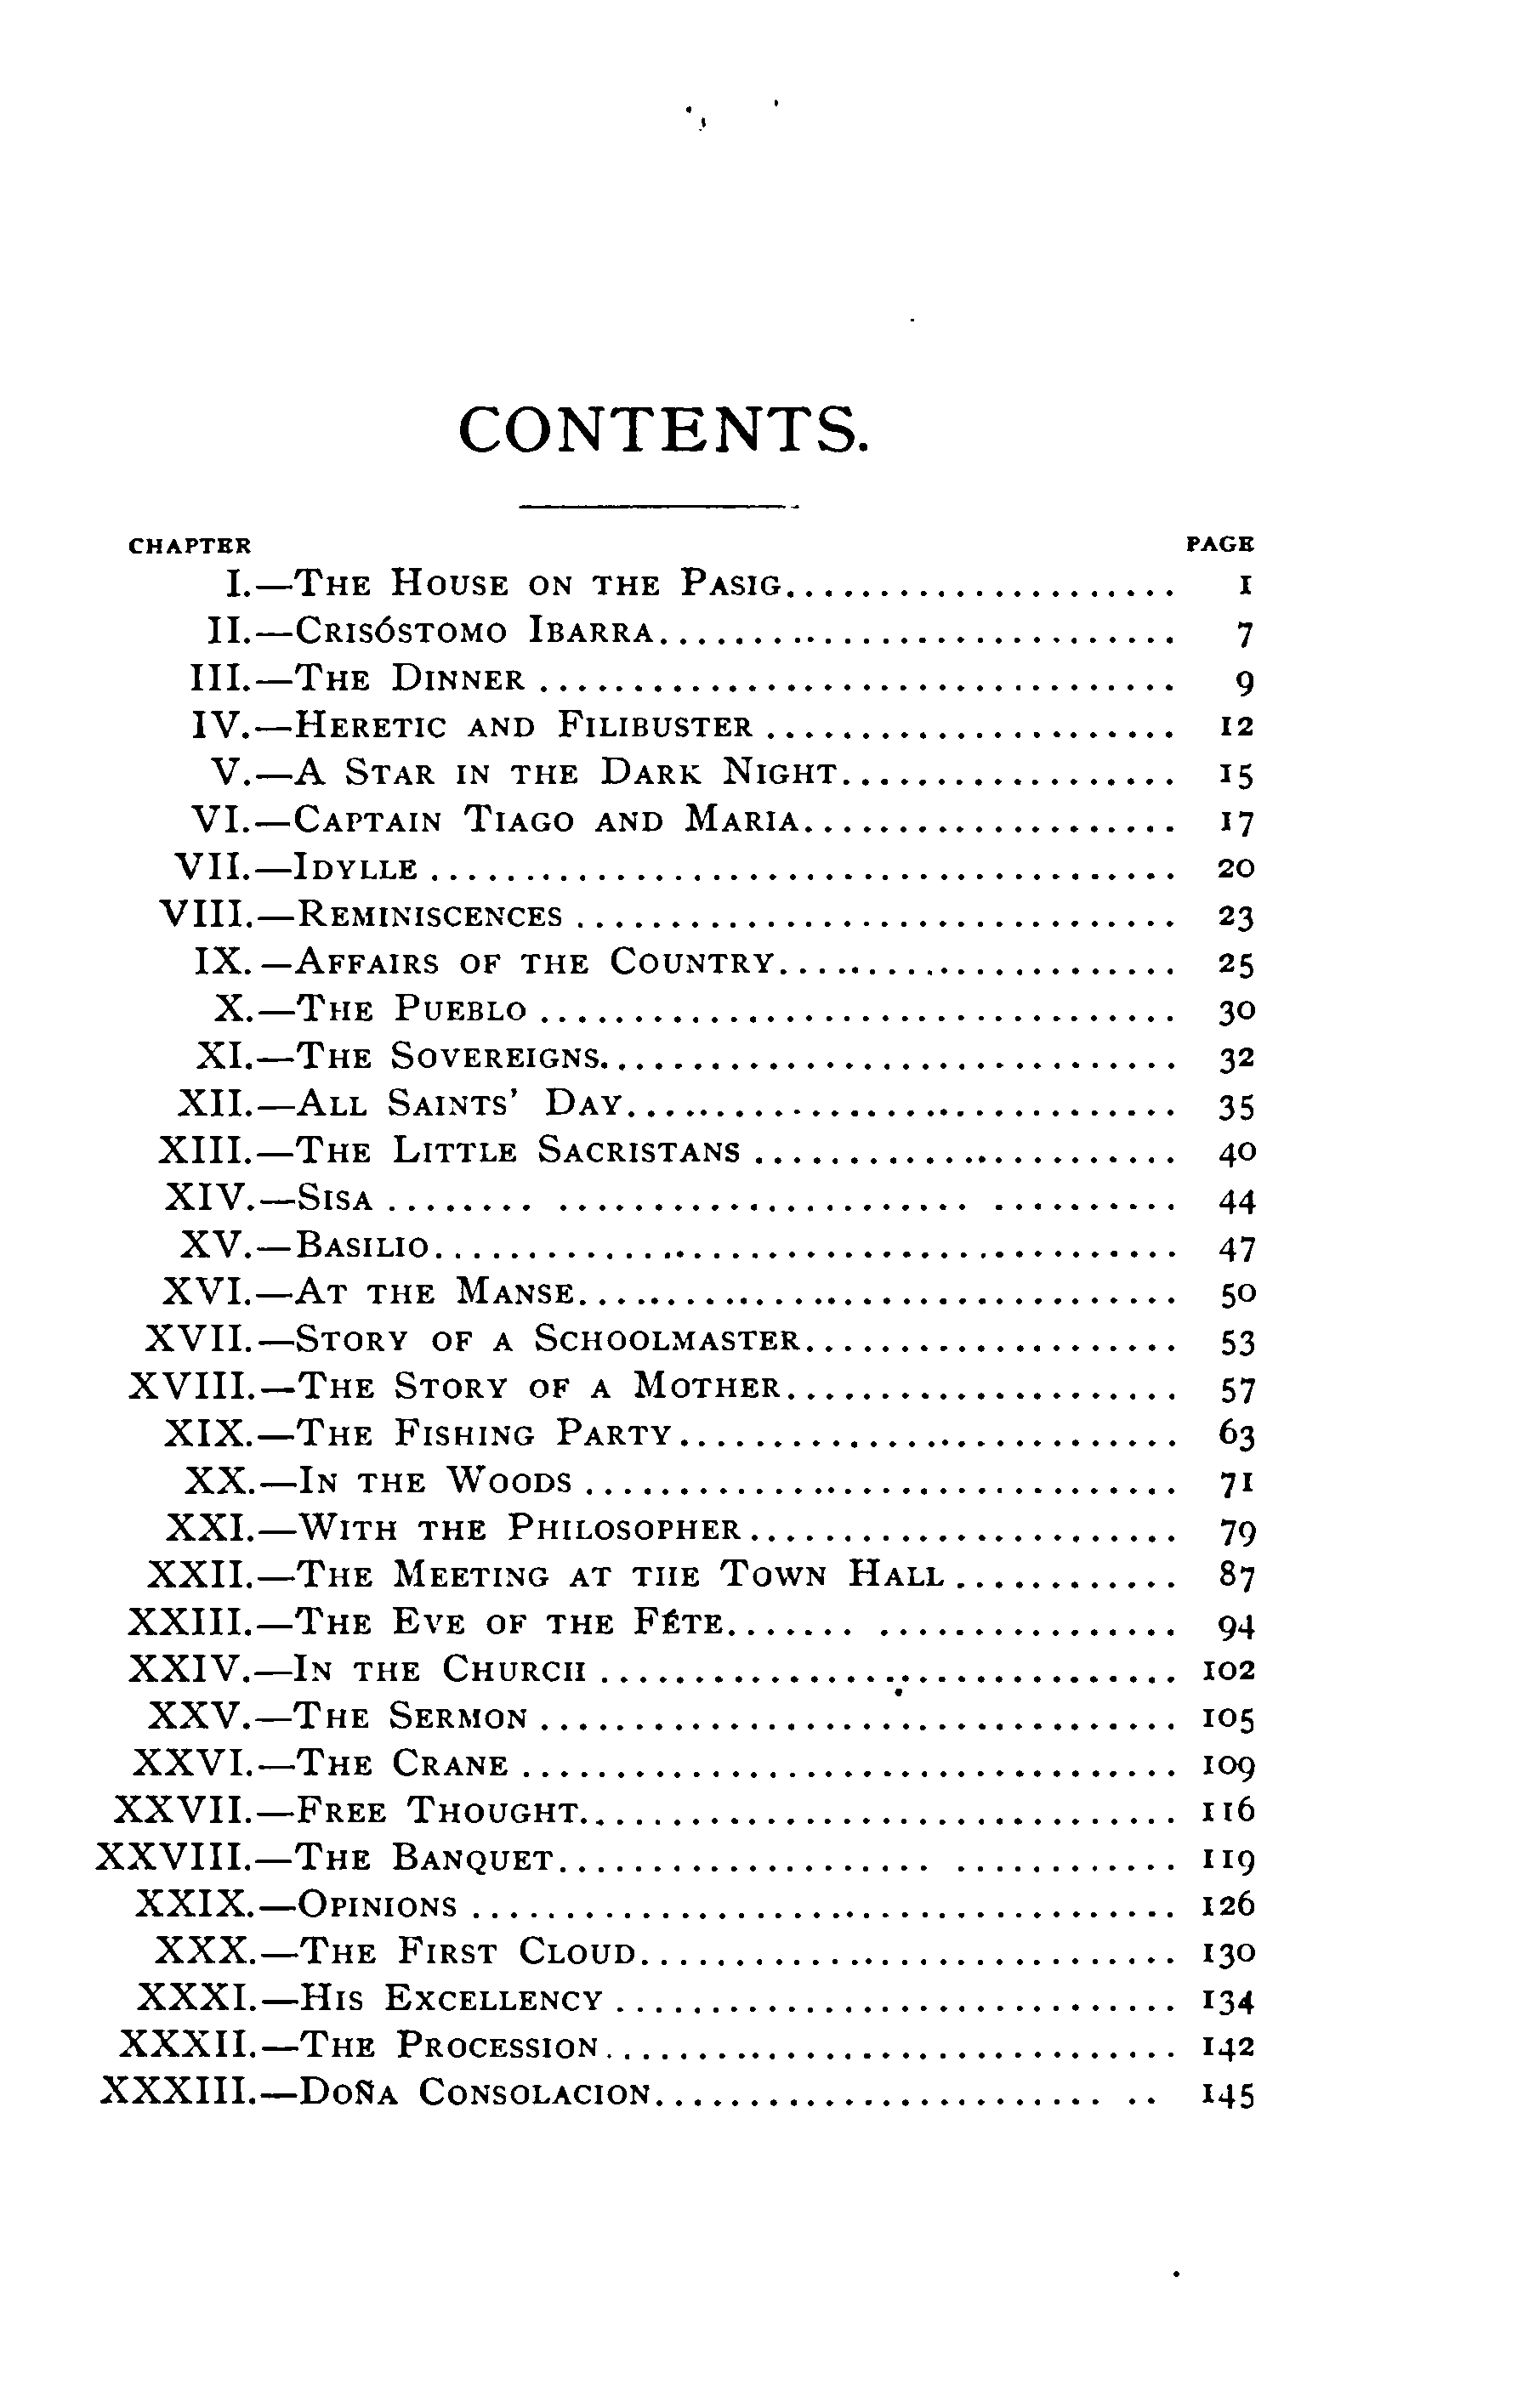 CONTENTS.
CHAPTER PAGE
I.—The House on the Pasig..................... 1
II.—Crisóstomo Ibarra............................ 7
III.—The Dinner.................................. 9
IV.—Heretic and Filibuster...................... 12
V.—A Star in the Dark Night.................. 15
VI.—Captain Tiago and Maria.................... 17
VII.—Idylle........................................ 20
VIII.—Reminiscences................................ 23
IX.—Affairs of the Country..................... 25
X.—The Pueblo.................................. 30
XI.—The Sovereigns............................... 32
XII.—All Saints' Day.............................. 35
XIII.—The Little Sacristans....................... 40
XIV.—Sisa.......................................... 44
XV.—Basilio........................................ 47
XVI.—At the Manse................................ 50
XVII.—Story of a Schoolmaster.................... 53
XVIII.—The Story of a Mother..................... 57
XIX.—The Fishing Party........................... 63
XX.—In the Woods................................ 71
XXI.—With the Philosopher....................... 79
XXII.—The Meeting at the Town Hall............ 87
XXIII.—The Eve of the Fête....................... 94
XXIV.—In the Church............................... 102
XXV.—The Sermon.................................. 105
XXVI.—The Crane................................... 109
XXVII.—Free Thought................................ 116
XXVIII.—The Banquet................................ 119
XXIX.—Opinions...................................... 126
XXX.—The First Cloud............................. 130
XXXI.—His Excellency.............................. 134
XXXII.—The Procession............................... 142
XXXIII.—Doña Consolacion.......................... 145